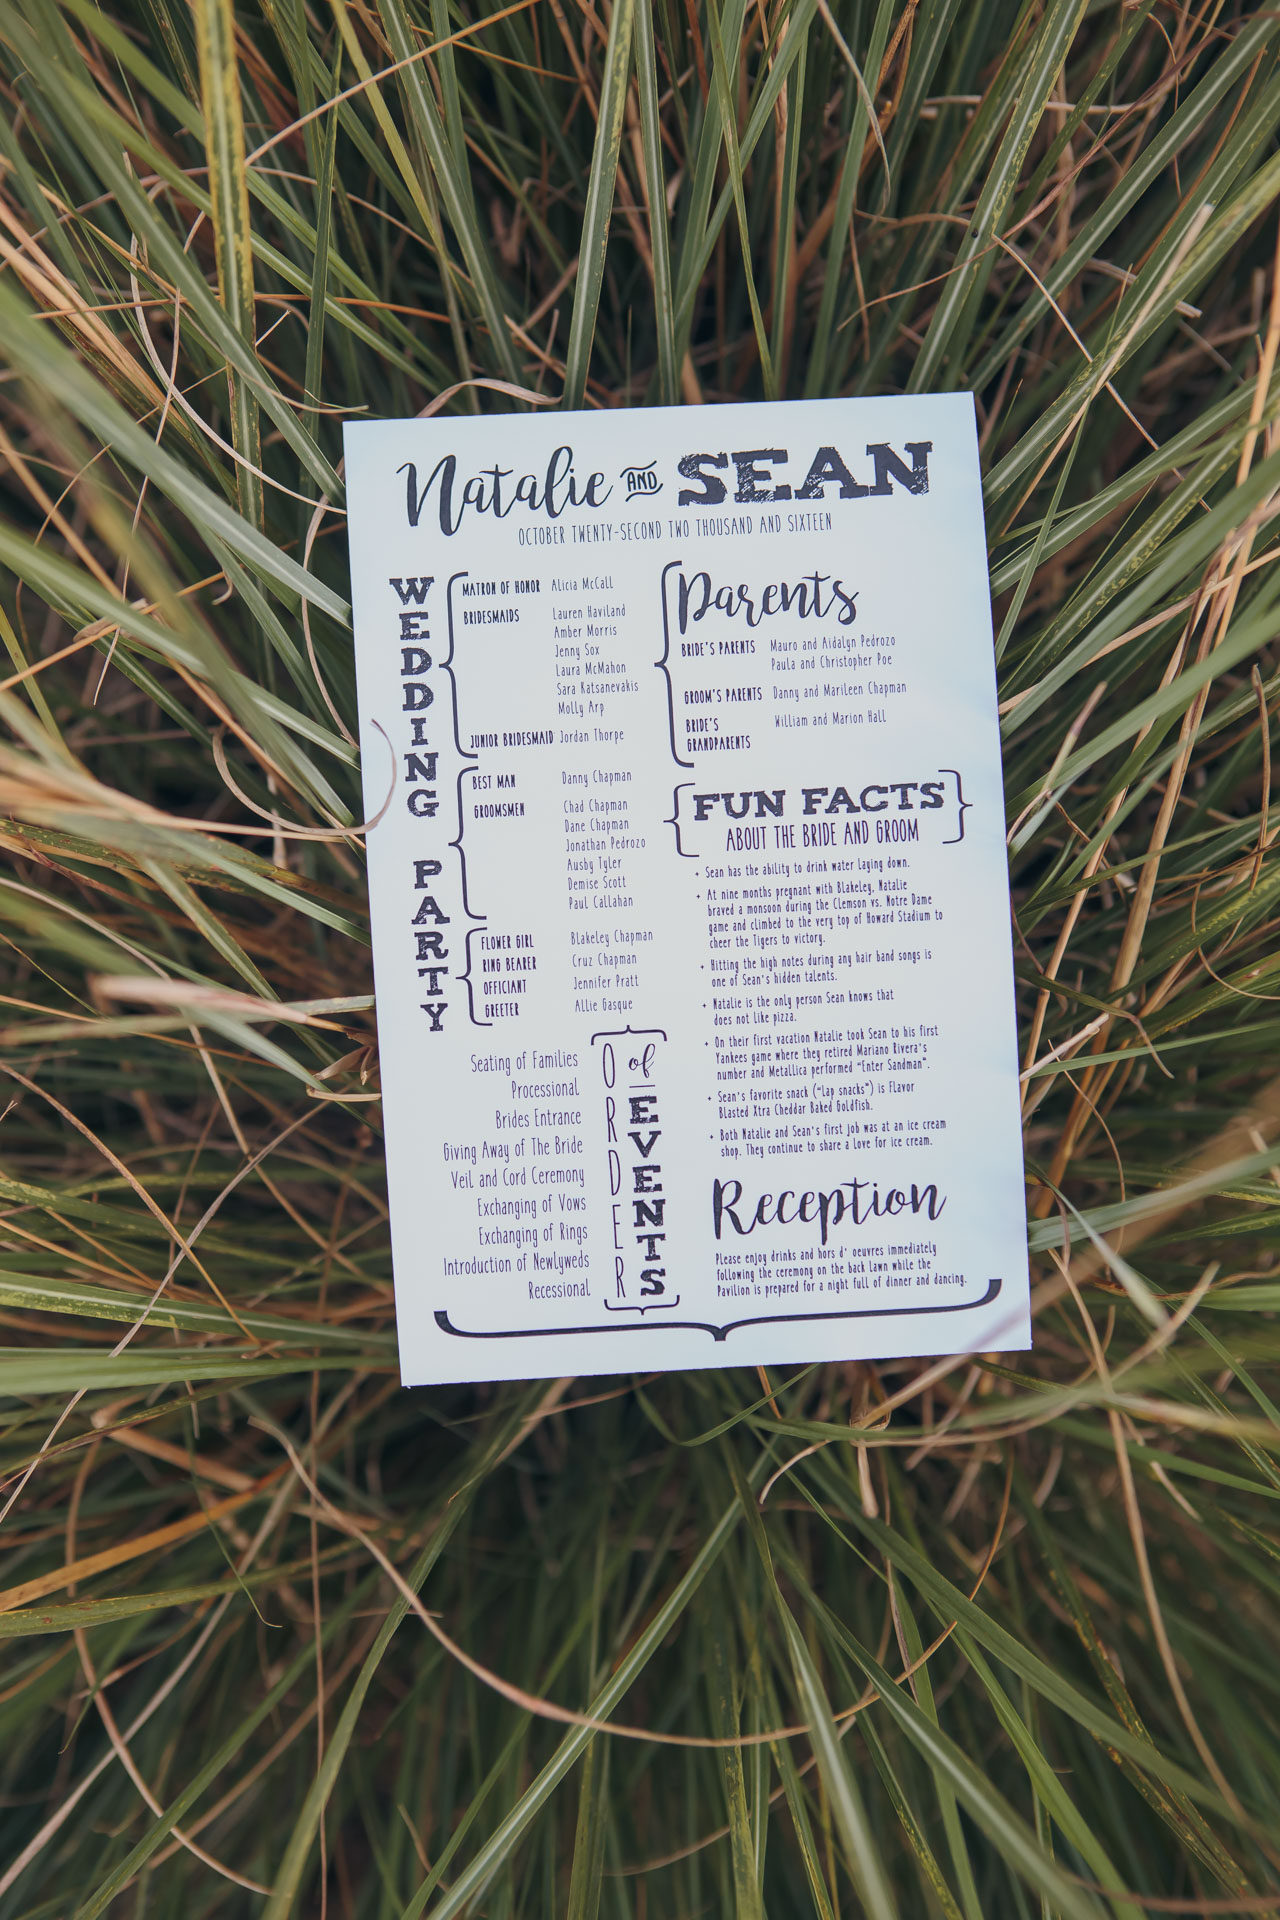 Natalie AND SEAN
OCTOBER TWENTY-SECOND TWO THOUSAND AND SIXTEEN
WEDDING PARTY
MATRON OF HONOR Alicia McCall
BRIDESMAIDS Lauren Haviland
Amber Morris
Jenny Sox
Laura McMahon
Sara Katsanevakis
Molly Arp
JUNIOR BRIDESMAID Jordan Thorpe
BEST MAN Danny Chapman
GROOMSMEN Chad Chapman
Dane Chapman
Jonathan Pedrozo
Ausby Tyler
Demise Scott
Paul Callahan
FLOWER GIRL Blakeley Chapman
RING BEARER Cruz Chapman
OFFICIANT Jennifer Pratt
GREETER Allie Gasque
ORDER of EVENTS
Seating of Families
Processional
Brides Entrance
Giving Away of The Bride
Veil and Cord Ceremony
Exchanging of Vows
Exchanging of Rings
Introduction of Newlyweds
Recessional
Parents
BRIDE'S PARENTS Mauro and Aidalyn Pedrozo
Paula and Christopher Poe
GROOM'S PARENTS Danny and Marileen Chapman
BRIDE'S William and Marion Hall
GRANDPARENTS
FUN FACTS
ABOUT THE BRIDE AND GROOM
+ Sean has the ability to drink water laying down.
+ At nine months pregnant with Blakeley, Natalie
braved a monsoon during the Clemson vs. Notre Dame
game and climbed to the very top of Howard Stadium to
cheer the Tigers to victory.
+ Hitting the high notes during any hair band songs is
one of Sean's hidden talents.
+ Natalie is the only person Sean knows that
does not like pizza.
+ On their first vacation Natalie took Sean to his first
Yankees game where they retired Mariano Rivera's
number and Metallica performed "Enter Sandman".
+ Sean's favorite snack ("lap snacks") is Flavor
Blasted Xtra Cheddar Baked Goldfish.
+ Both Natalie and Sean's first job was at an ice cream
shop. They continue to share a love for ice cream.
Reception
Please enjoy drinks and hors d' oeuvres immediately
following the ceremony on the back lawn while the
Pavilion is prepared for a night full of dinner and dancing.